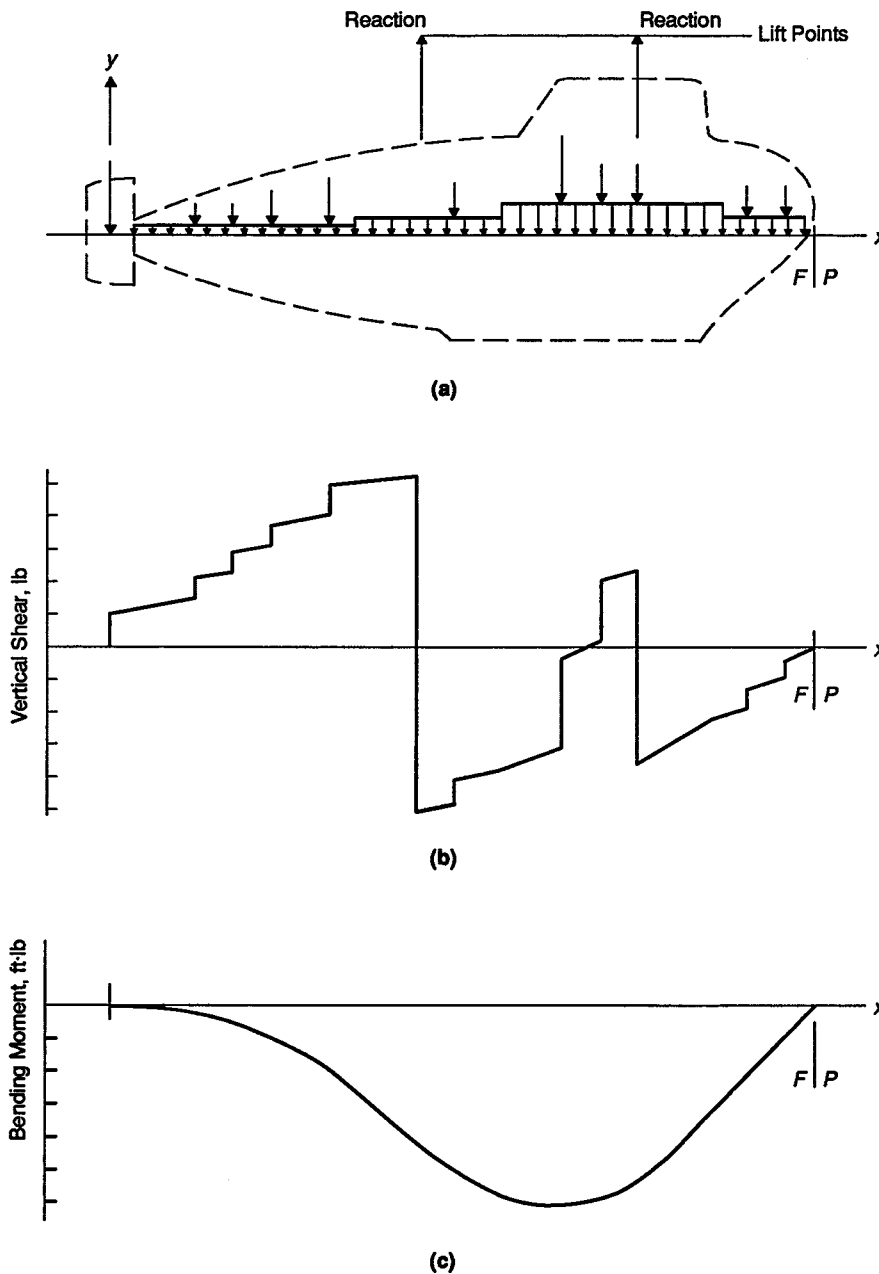 Reaction
Reaction
Lift Points
y
x
F P
(a)
Vertical Shear, lb
x
F P
(b)
Bending Moment, ft·lb
x
F P
(c)